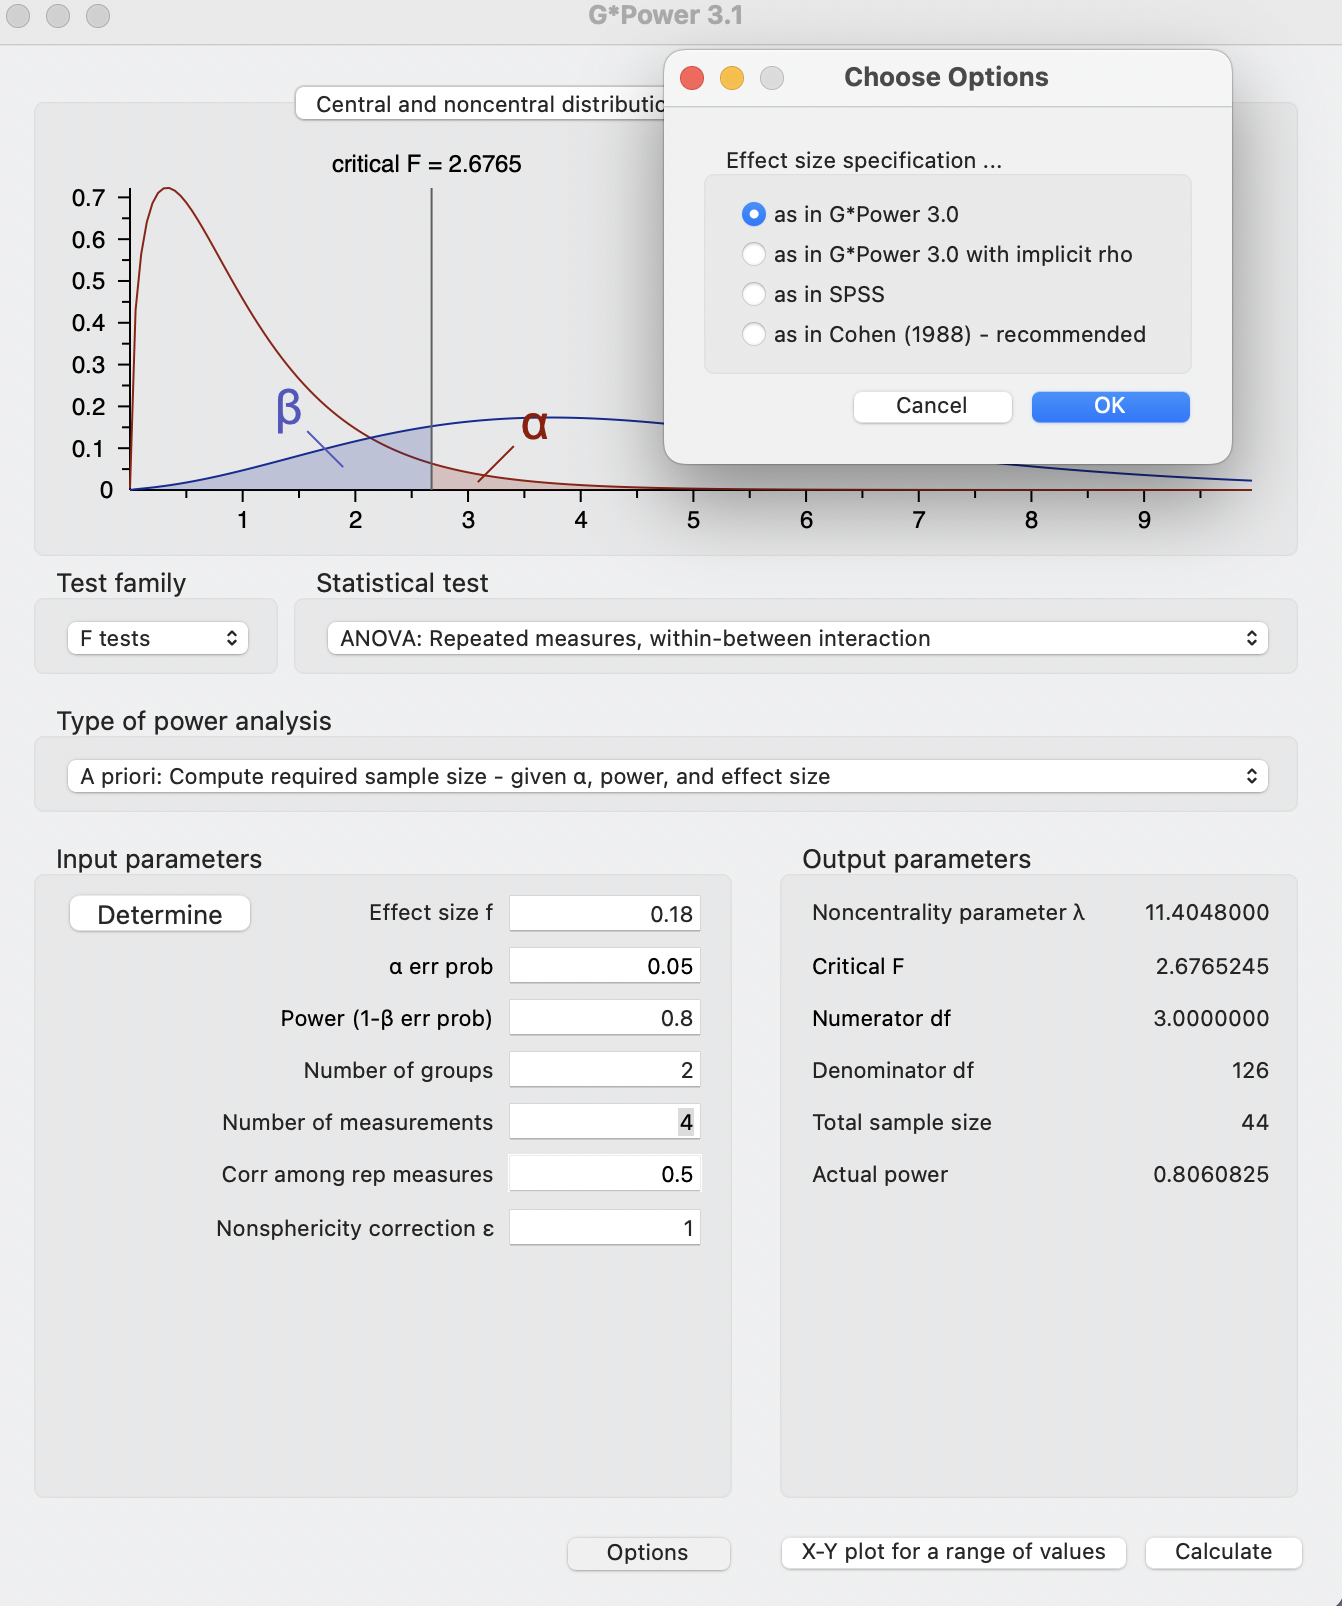 G*Power 3.1
Choose Options
Central and noncentral distributio
Effect size specification ...
as in G*Power 3.0
as in G*Power 3.0 with implicit rho
as in SPSS
as in Cohen (1988) - recommended
Cancel
OK
critical F = 2.6765
0.7
0.6
0.5
0.4
0.3
0.2
0.1
0
β
α
1
2
3
4
5
6
7
8
9
Test family
Statistical test
F tests
ANOVA: Repeated measures, within-between interaction
Type of power analysis
A priori: Compute required sample size - given α, power, and effect size
Input parameters
Determine
Effect size f
0.18
α err prob
0.05
Power (1-β err prob)
0.8
Number of groups
2
Number of measurements
4
Corr among rep measures
0.5
Nonsphericity correction ε
1
Output parameters
Noncentrality parameter λ
11.4048000
Critical F
2.6765245
Numerator df
3.0000000
Denominator df
126
Total sample size
44
Actual power
0.8060825
Options
X-Y plot for a range of values
Calculate